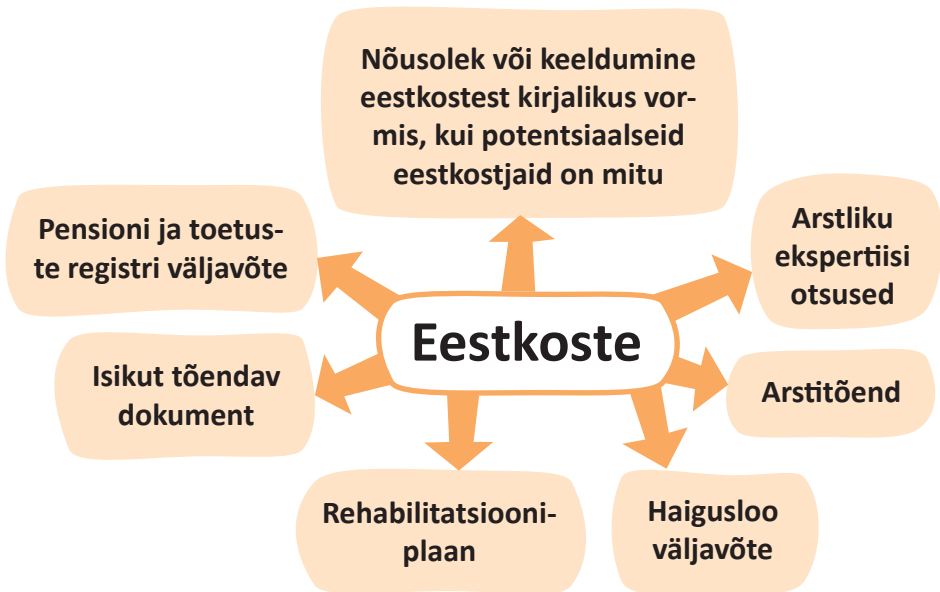 Nõusolek või keeldumine
eestkostest kirjalikus vor-
mis, kui potentsiaalseid
eestkostjaid on mitu
Pensioni ja toetus-
te registri väljavõte
Arstliku
ekspertiisi
otsused
Eestkoste
Isikut tõendav
dokument
Arstitõend
Rehabilitatsiooni-
plaan
Haigusloo
väljavõte